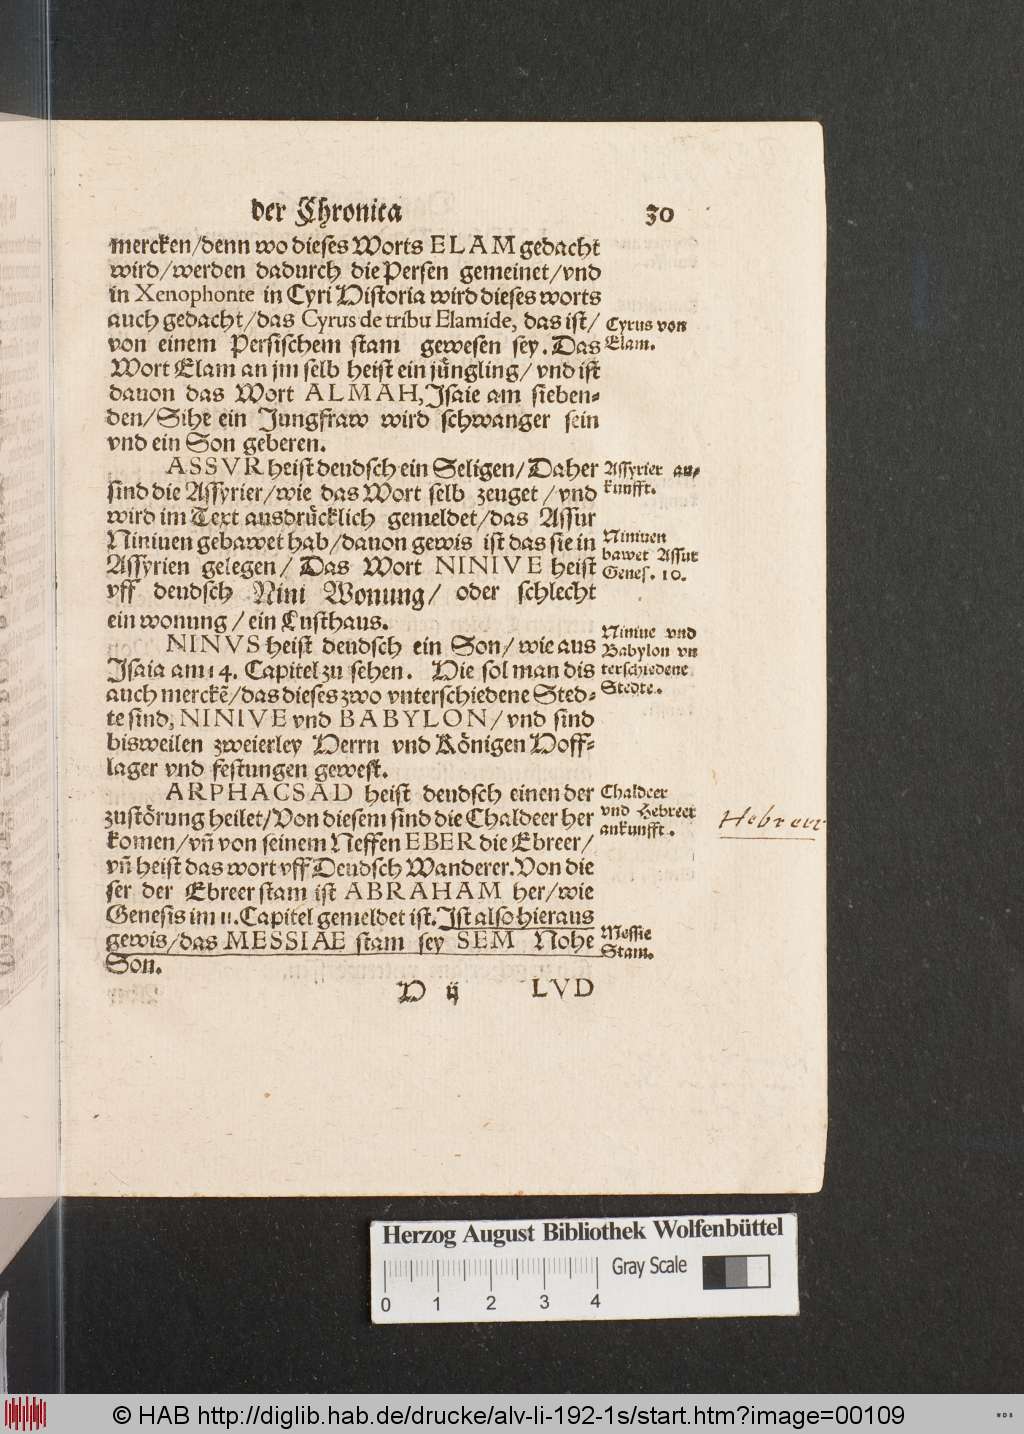 der Chronica 30
mercken/denn wo dieses Worts ELAM gedacht
wird/werden dadurch die Persen gemeinet/vnd
in Xenophonte in Cyri Historia wird dieses worts
auch gedacht/das Cyrus de tribu Elamide, das ist/
Cyrus von
von einem Persischem stam gewesen sey. Das
Elam.
Wort Elam an jm selb heist ein jüngling/vnd ist
dauon das Wort ALMAH, Jsaie am sieben-
den/Sihe ein Jungfraw wird schwanger sein
vnd ein Son geberen.
ASSVR heist deudsch ein Seligen/Daher
Assyrier an-
sind die Assyrier/wie das Wort selb zeuget/vnd
kunfft.
wird im Text ausdrücklich gemeldet/das Assur
Niniuen gebawet hab/dauon gewis ist das sie in
Niniuen
bawet Assur
Assyrien gelegen/Das Wort NINIVE heist
Genes. 10.
vff deudsch Nini Wonung/oder schlecht
ein wonung/ein Lusthaus.
NINVS heist deudsch ein Son/wie aus
Niniue vnd
Babylon vn
Jsaia am 14. Capitel zu sehen. Hie sol man dis
terschiedene
auch merckē/das dieses zwo vnterschiedene Sted-
Stedte.
te sind, NINIVE vnd BABYLON/vnd sind
bisweilen zweierley Herrn vnd Königen Hoff-
lager vnd festungen gewest.
ARPHACSAD heist deudsch einen der
Chaldeer
zustörung heilet/Von diesem sind die Chaldeer her
vnd Hebreer
Hebreer
komen/vñ von seinem Neffen EBER die Ebreer/
ankunfft.
vñ heist das wort vff Deudsch Wanderer. Von die
ser der Ebreer stam ist ABRAHAM her/wie
Genesis im 11. Capitel gemeldet ist. Jst also hieraus
gewis/das MESSIAE stam sey SEM Nohe
Messie
Son.
Stam.
H ij LVD
Herzog August Bibliothek Wolfenbüttel
Gray Scale
0 1 2 3 4
© HAB http://diglib.hab.de/drucke/alv-li-192-1s/start.htm?image=00109
WDB